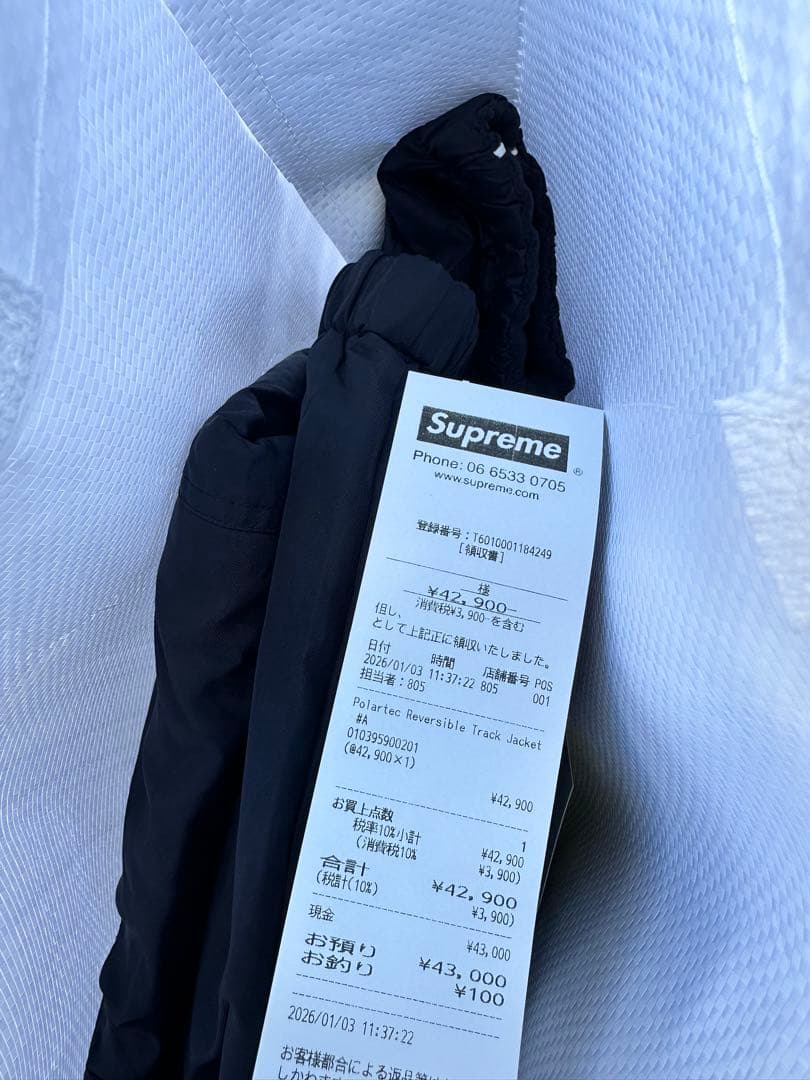 Supreme
®
Phone: 06 6533 0705
www.supreme.com
登録番号：T6010001184249
[領収書]
様
¥42,900-
消費税¥3,900-を含む
但し、
として上記正に領収いたしました。
日付 時間 店舗番号 POS
2026/01/03 11:37:22 805 001
担当者：805
Polartec Reversible Track Jacket
#A
010395900201
(@42,900×1)
¥42,900
お買上点数 1
税率10%小計 ¥42,900
(消費税10% ¥3,900)
合計 ¥42,900
(税計(10%) ¥3,900)
現金 ¥43,000
お預り ¥43,000
お釣り ¥100
2026/01/03 11:37:22
お客様都合による返品